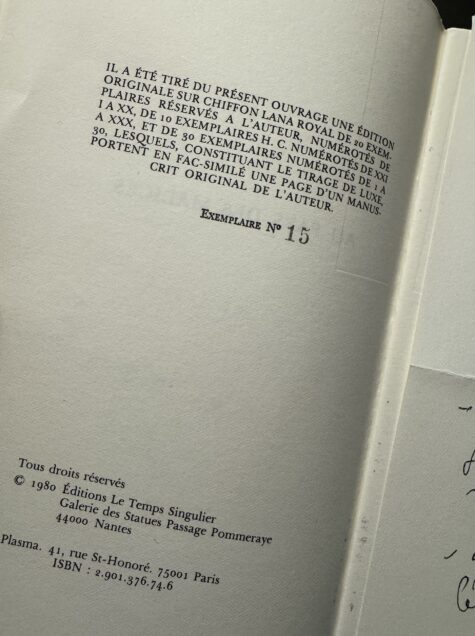 IL A ÉTÉ TIRÉ DU PRÉSENT OUVRAGE UNE ÉDITION
ORIGINALE SUR CHIFFON LANA ROYAL DE 20 EXEM-
PLAIRES RÉSERVÉS A L'AUTEUR, NUMÉROTÉS DE
I A XX, DE 10 EXEMPLAIRES H. C. NUMÉROTÉS DE XXI
A XXX, ET DE 30 EXEMPLAIRES NUMÉROTÉS DE 1 A
30, LESQUELS, CONSTITUANT LE TIRAGE DE LUXE,
PORTENT EN FAC-SIMILÉ UNE PAGE D'UN MANUS-
CRIT ORIGINAL DE L'AUTEUR.
EXEMPLAIRE Nº 15
Tous droits réservés
© 1980 Éditions Le Temps Singulier
Galerie des Statues Passage Pommeraye
44000 Nantes
Plasma. 41, rue St-Honoré. 75001 Paris
ISBN : 2.901.376.74.6